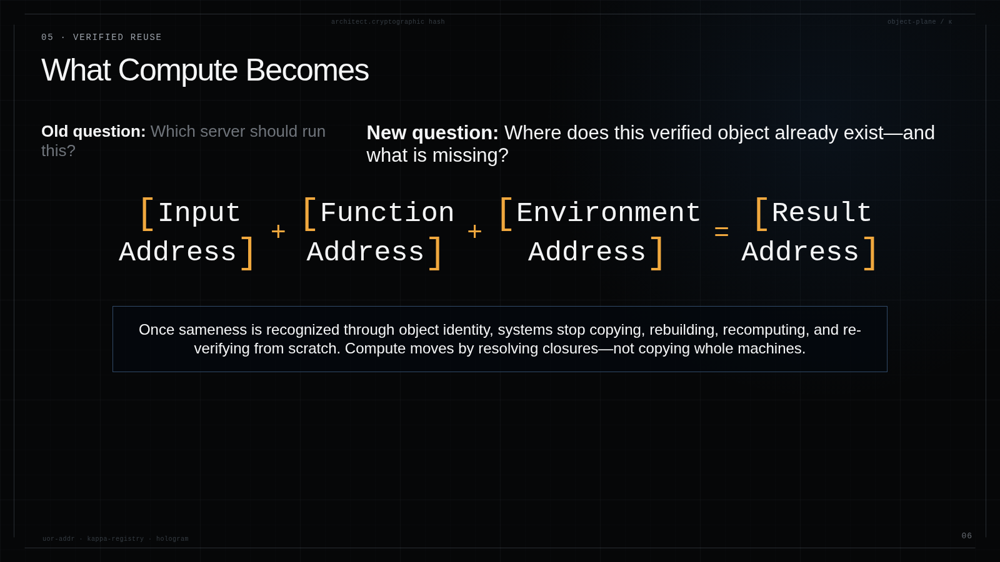 architect.cryptographic hash
object-plane / κ
05 · VERIFIED REUSE
What Compute Becomes
Old question: Which server should run
this?
New question: Where does this verified object already exist—and
what is missing?
[Input
Address]
+
[Function
Address]
+
[Environment
Address]
=
[Result
Address]
Once sameness is recognized through object identity, systems stop copying, rebuilding, recomputing, and re-
verifying from scratch. Compute moves by resolving closures—not copying whole machines.
uor-addr · kappa-registry · hologram
06